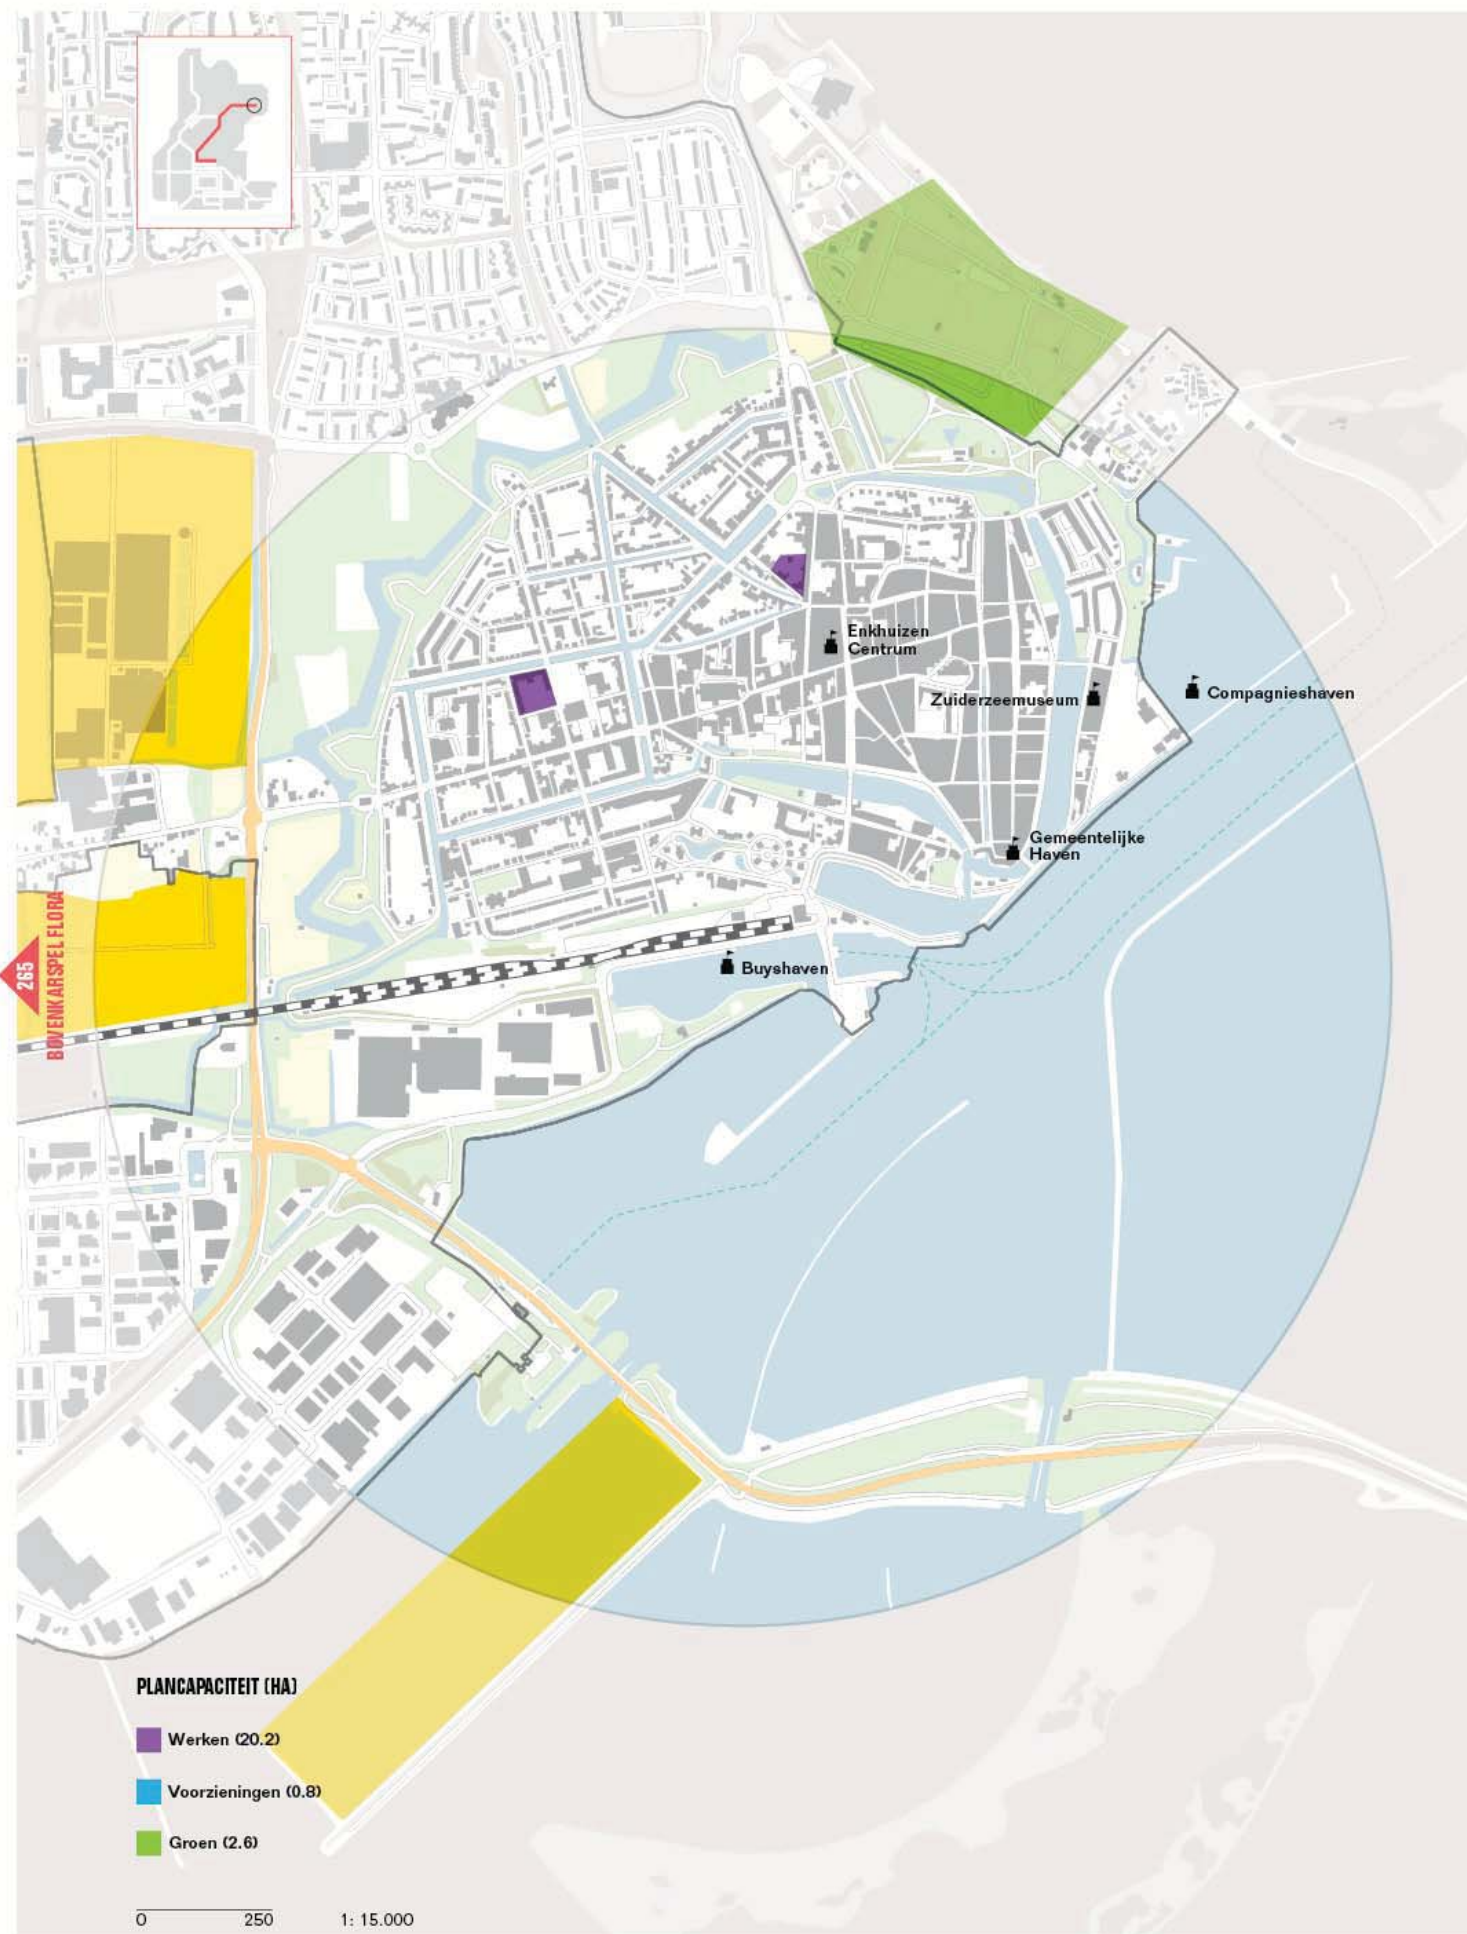 Enkhuizen
Centrum
Zuiderzeemuseum
Compagnieshaven
Gemeentelijke
Haven
Buyshaven
265
BOVENKARSPEL FLORA
PLANCAPACITEIT (HA)
Werken (20.2)
Voorzieningen (0.8)
Groen (2.6)
0 250 1: 15.000